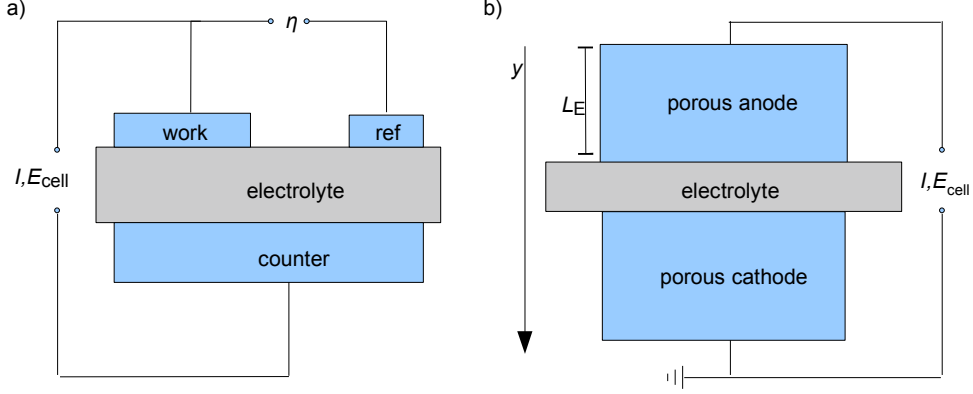 a)
η
work
ref
I,Ecell
electrolyte
counter
b)
y
LE
porous anode
electrolyte
I,Ecell
porous cathode